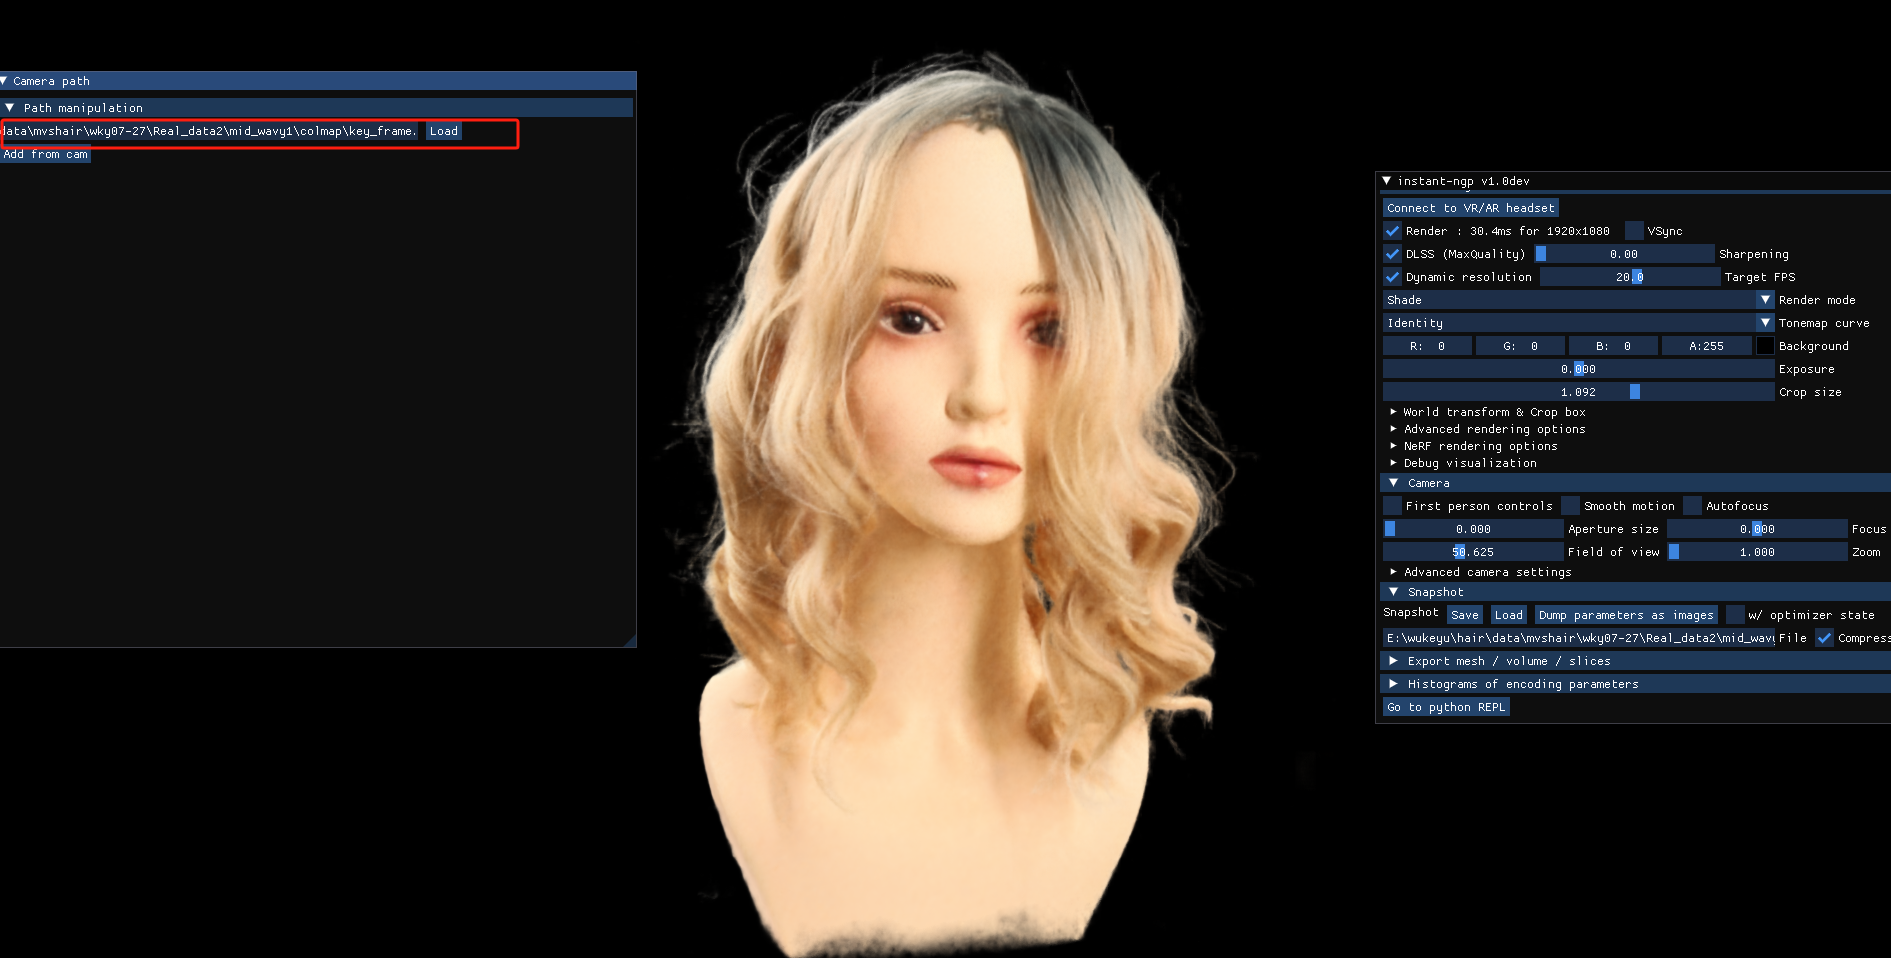 Camera path
Path manipulation
data\mvshair\wky07-27\Real_data2\mid_wavy1\colmap\key_frame. Load
Add from cam
instant-ngp v1.0dev
Connect to VR/AR headset
Render : 30.4ms for 1920x1080 VSync
DLSS (MaxQuality) 0.00 Sharpening
Dynamic resolution 20.0 Target FPS
Shade Render mode
Identity Tonemap curve
R: 0 G: 0 B: 0 A:255 Background
0.000 Exposure
1.092 Crop size
World transform & Crop box
Advanced rendering options
NeRF rendering options
Debug visualization
Camera
First person controls Smooth motion Autofocus
0.000 Aperture size 0.000 Focus
50.625 Field of view 1.000 Zoom
Advanced camera settings
Snapshot
Snapshot Save Load Dump parameters as images w/ optimizer state
E:\wukeyu\hair\data\mvshair\wky07-27\Real_data2\mid_wavy File Compress
Export mesh / volume / slices
Histograms of encoding parameters
Go to python REPL